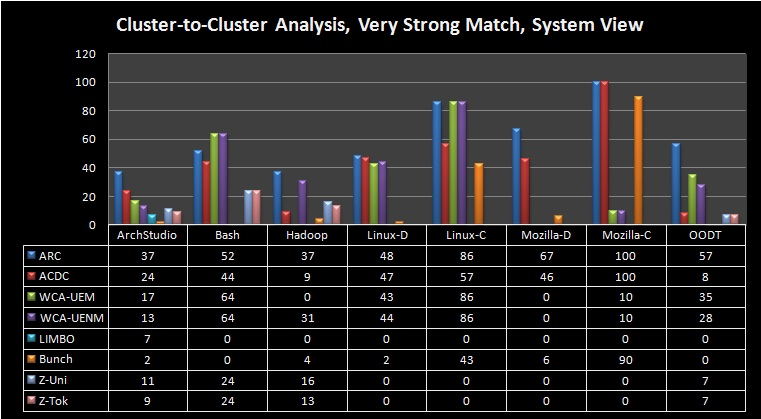 Cluster-to-Cluster Analysis, Very Strong Match, System View
120
100
80
60
40
20
0
ArchStudio Bash Hadoop Linux-D Linux-C Mozilla-D Mozilla-C OODT
ARC 37 52 37 48 86 67 100 57
ACDC 24 44 9 47 57 46 100 8
WCA-UEM 17 64 0 43 86 0 10 35
WCA-UENM 13 64 31 44 86 0 10 28
LIMBO 7 0 0 0 0 0 0 0
Bunch 2 0 4 2 43 6 90 0
Z-Uni 11 24 16 0 0 0 0 7
Z-Tok 9 24 13 0 0 0 0 7